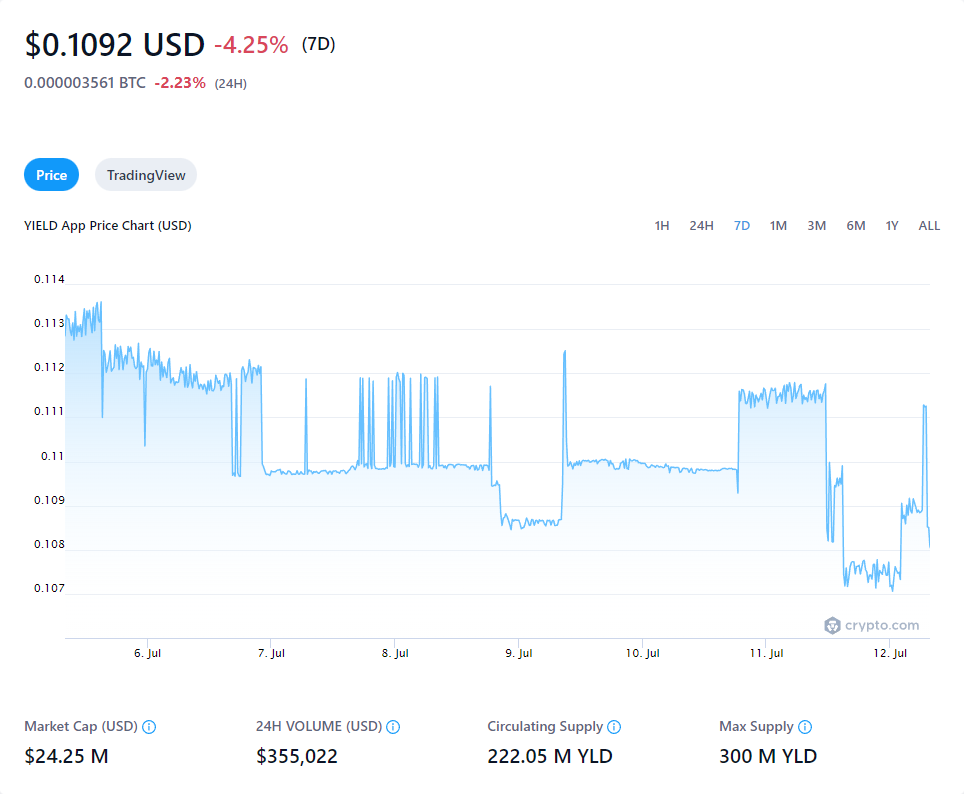 $0.1092 USD -4.25% (7D)
0.000003561 BTC -2.23% (24H)
Price TradingView
YIELD App Price Chart (USD) 1H 24H 7D 1M 3M 6M 1Y ALL
0.114
0.113
0.112
0.111
0.11
0.109
0.108
0.107
crypto.com
6. Jul 7. Jul 8. Jul 9. Jul 10. Jul 11. Jul 12. Jul
Market Cap (USD) 24H VOLUME (USD) Circulating Supply Max Supply
$24.25 M $355,022 222.05 M YLD 300 M YLD